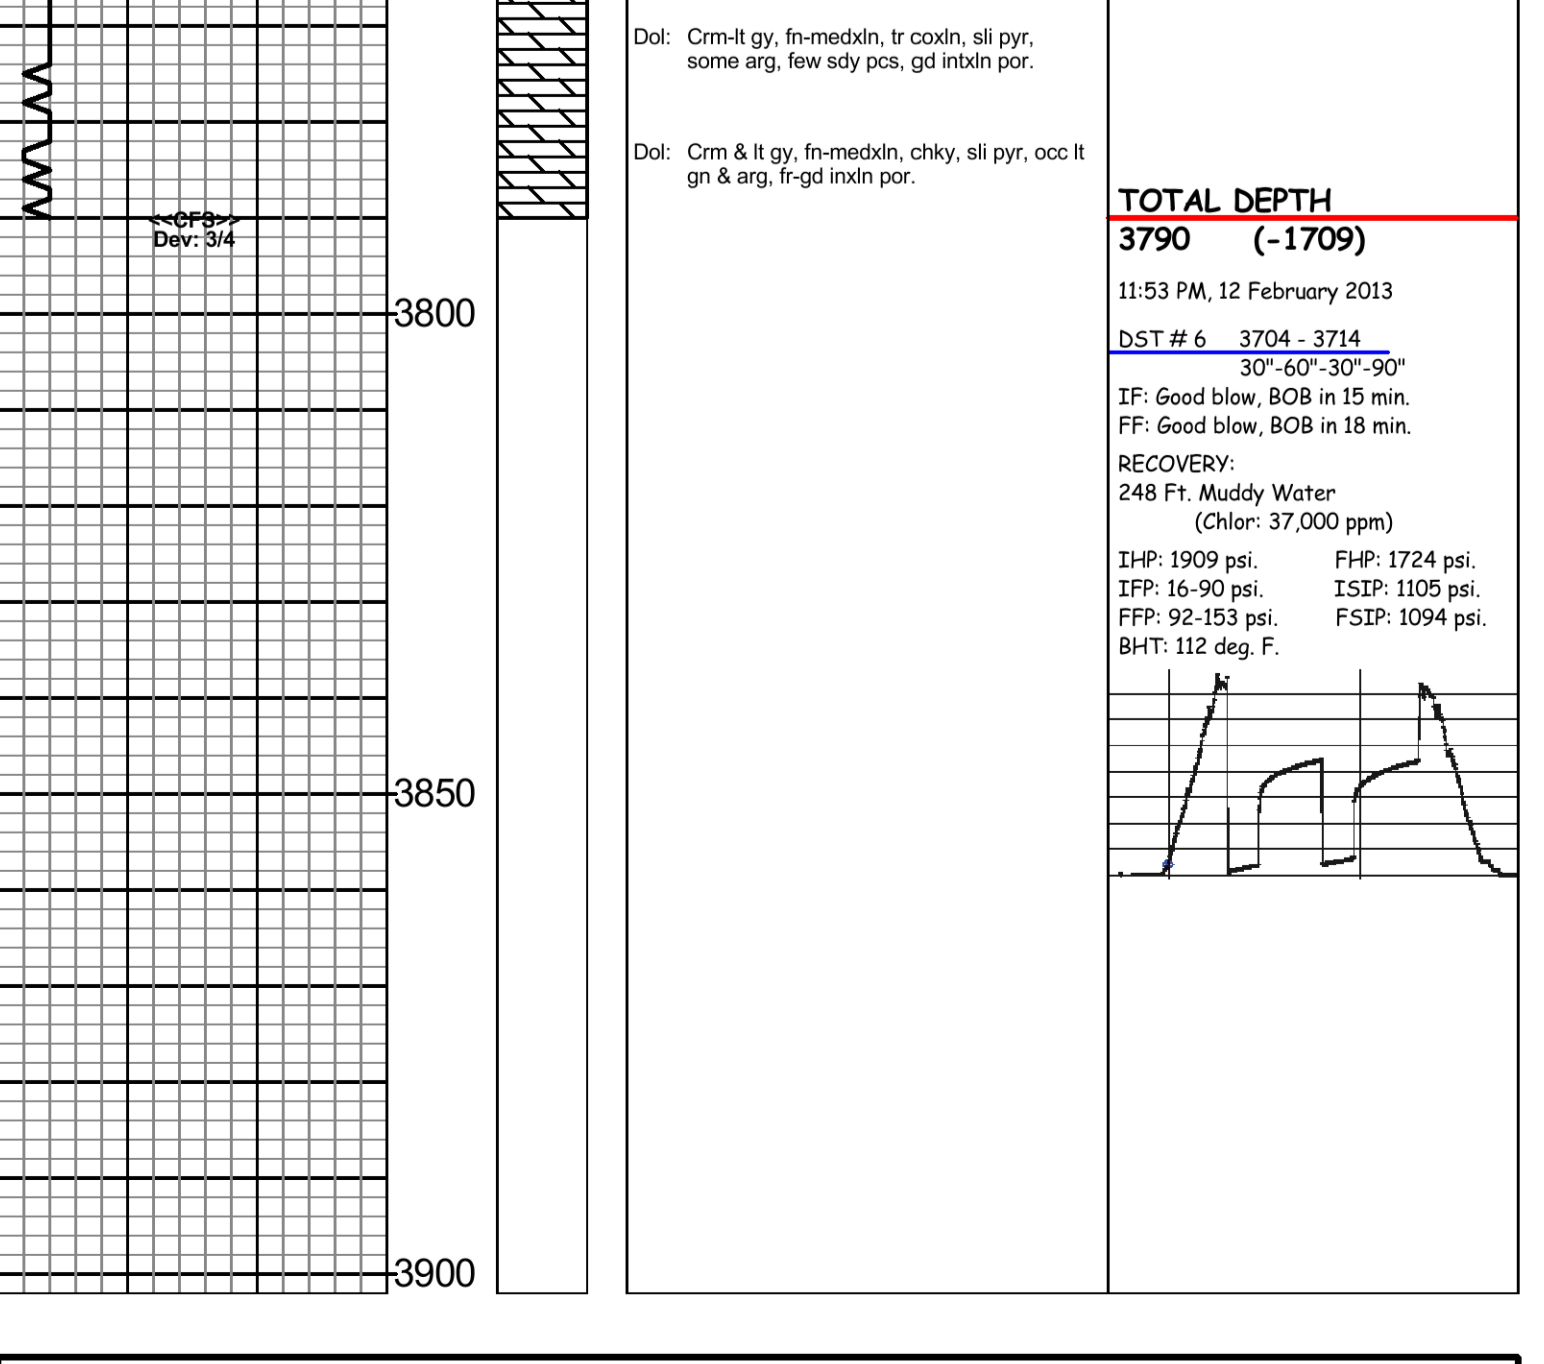 Dol: Crm-lt gy, fn-medxln, tr coxln, sli pyr,
some arg, few sdy pcs, gd intxln por.
Dol: Crm & lt gy, fn-medxln, chky, sli pyr, occ lt
gn & arg, fr-gd inxln por.
<<CFS>>
Dev: 3/4
3800
3850
3900
TOTAL DEPTH
3790 (-1709)
11:53 PM, 12 February 2013
DST # 6 3704 - 3714
30"-60"-30"-90"
IF: Good blow, BOB in 15 min.
FF: Good blow, BOB in 18 min.
RECOVERY:
248 Ft. Muddy Water
(Chlor: 37,000 ppm)
IHP: 1909 psi. FHP: 1724 psi.
IFP: 16-90 psi. ISIP: 1105 psi.
FFP: 92-153 psi. FSIP: 1094 psi.
BHT: 112 deg. F.